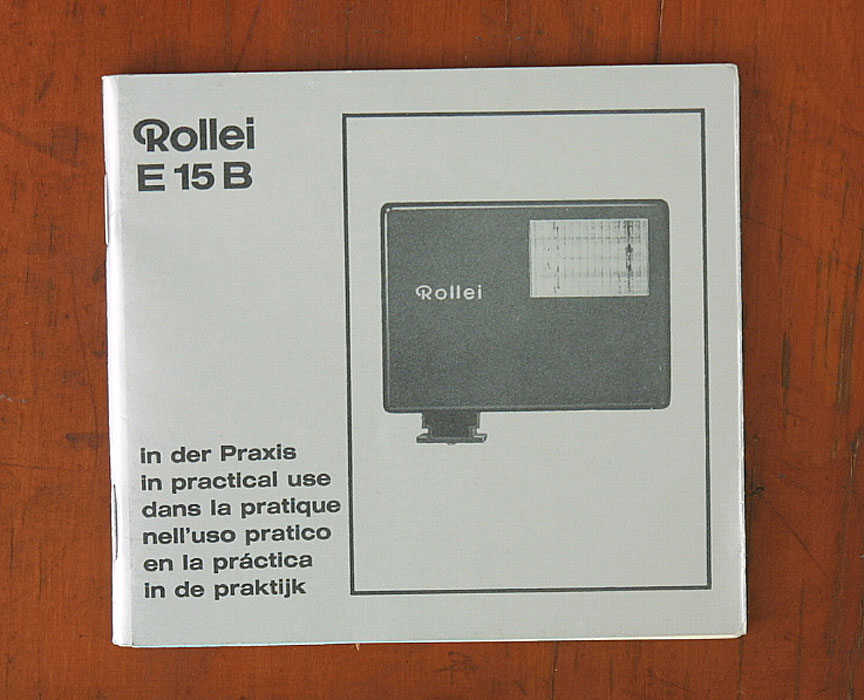 Rollei
E 15 B
Rollei
in der Praxis
in practical use
dans la pratique
nell'uso pratico
en la práctica
in de praktijk